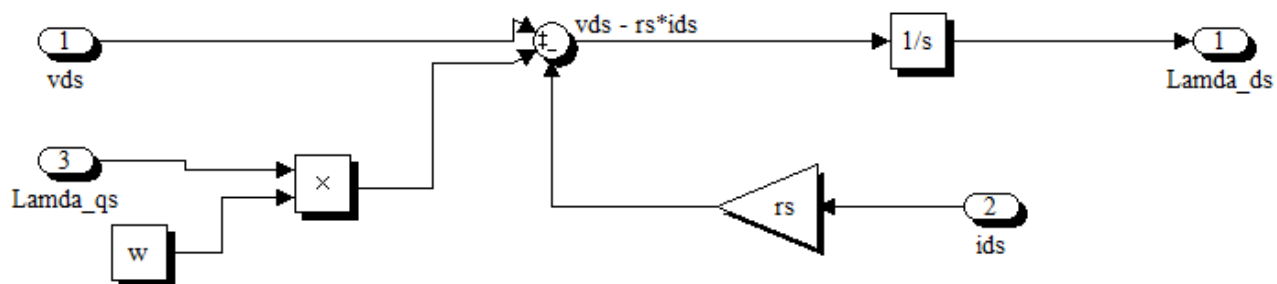 vds - rs*ids
1
vds
1/s
1
Lamda_ds
3
Lamda_qs
×
w
rs
2
ids